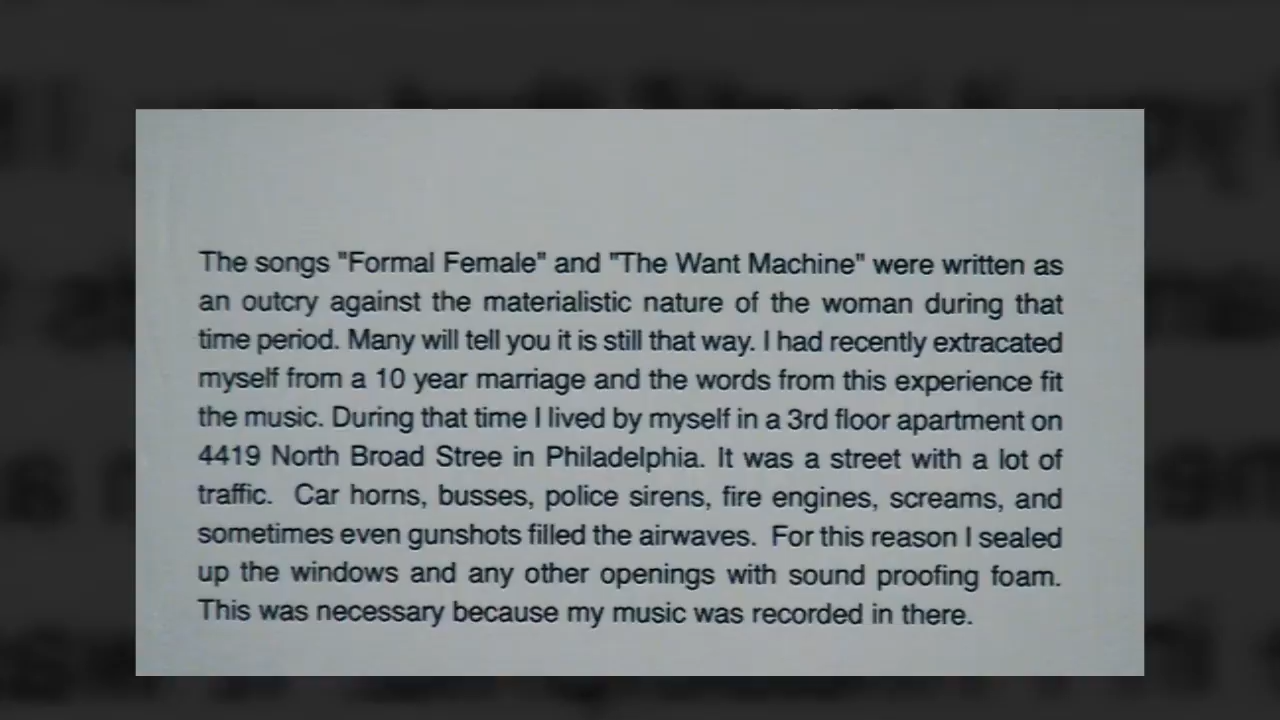 The songs "Formal Female" and "The Want Machine" were written as
an outcry against the materialistic nature of the woman during that
time period. Many will tell you it is still that way. I had recently extracated
myself from a 10 year marriage and the words from this experience fit
the music. During that time I lived by myself in a 3rd floor apartment on
4419 North Broad Stree in Philadelphia. It was a street with a lot of
traffic.  Car horns, busses, police sirens, fire engines, screams, and
sometimes even gunshots filled the airwaves.  For this reason I sealed
up the windows and any other openings with sound proofing foam.
This was necessary because my music was recorded in there.